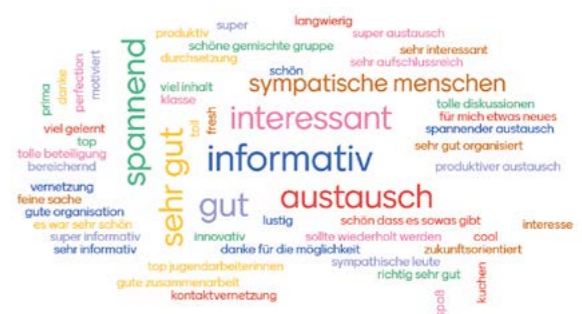 langwierig
super
produktiv
super austausch
schöne gemischte gruppe
sehr interessant
durchsetzung
sehr aufschlussreich
schön
spannend
motiviert
perfection
danke
prima
viel inhalt
sympatische menschen
klasse
tolle diskussionen
interessant
für mich etwas neues
fresh
toll
viel gelernt
spannender austausch
top
tolle beteiligung
sehr gut
sehr gut organisiert
bereichernd
informativ
produktiver austausch
vernetzung
feine sache
austausch
gut
gute organisation
lustig
schön dass es sowas gibt
interesse
es war sehr schön
super informativ
innovativ
sollte wiederholt werden
cool
sehr informativ
danke für die möglichkeit
zukunftsorientiert
sympathische leute
top jugendarbeiterinnen
richtig sehr gut
gute zusammenarbeit
kuchen
kontaktvernetzung
spaß